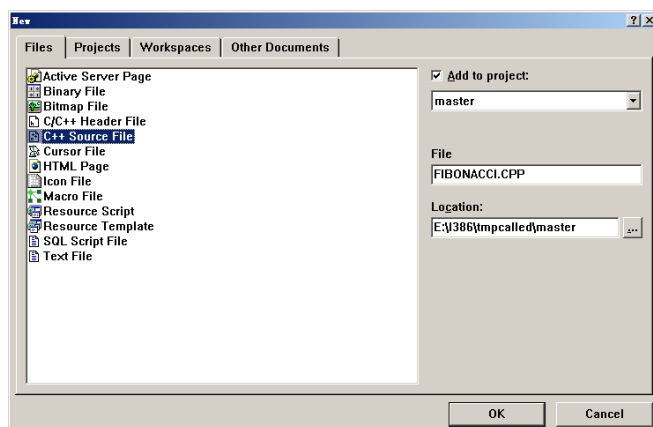 New
Files Projects Workspaces Other Documents
Active Server Page
Binary File
Bitmap File
C/C++ Header File
C++ Source File
Cursor File
HTML Page
Icon File
Macro File
Resource Script
Resource Template
SQL Script File
Text File
Add to project:
master
File
FIBONACCI.CPP
Location:
E:\I386\tmpcalled\master
...
OK Cancel